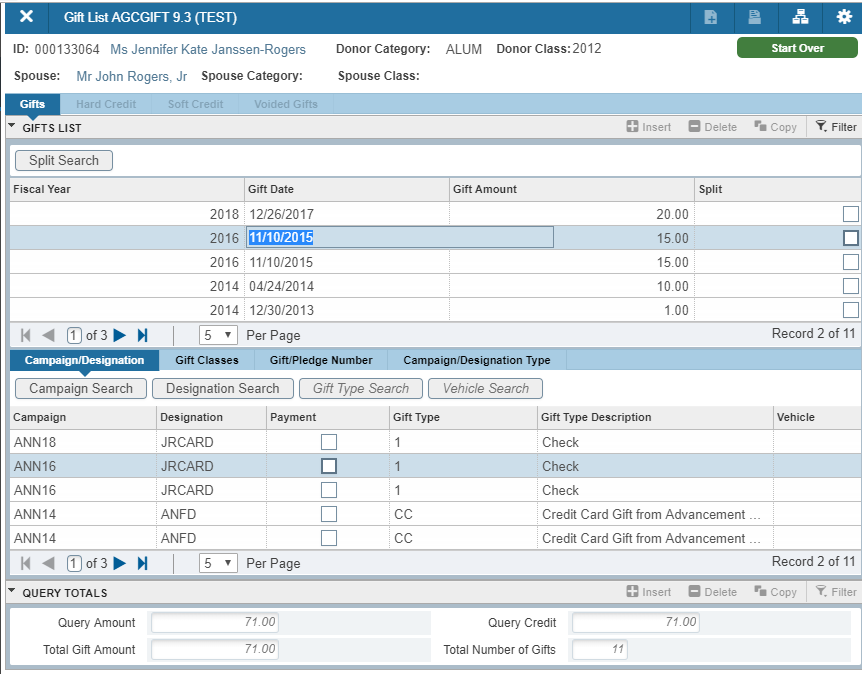 Gift List AGCGIFT 9.3 (TEST)
ID: 000133064 Ms Jennifer Kate Janssen-Rogers Donor Category: ALUM Donor Class: 2012 Start Over
Spouse: Mr John Rogers, Jr Spouse Category: Spouse Class:
Gifts Hard Credit Soft Credit Voided Gifts
GIFTS LIST Insert Delete Copy Filter
Split Search
Fiscal Year Gift Date Gift Amount Split
2018 12/26/2017 20.00
2016 11/10/2015 15.00
2016 11/10/2015 15.00
2014 04/24/2014 10.00
2014 12/30/2013 1.00
1 of 3 5 Per Page Record 2 of 11
Campaign/Designation Gift Classes Gift/Pledge Number Campaign/Designation Type
Campaign Search Designation Search Gift Type Search Vehicle Search
Campaign Designation Payment Gift Type Gift Type Description Vehicle
ANN18 JRCARD 1 Check
ANN16 JRCARD 1 Check
ANN16 JRCARD 1 Check
ANN14 ANFD CC Credit Card Gift from Advancement ...
ANN14 ANFD CC Credit Card Gift from Advancement ...
1 of 3 5 Per Page Record 2 of 11
QUERY TOTALS Insert Delete Copy Filter
Query Amount 71.00 Query Credit 71.00
Total Gift Amount 71.00 Total Number of Gifts 11